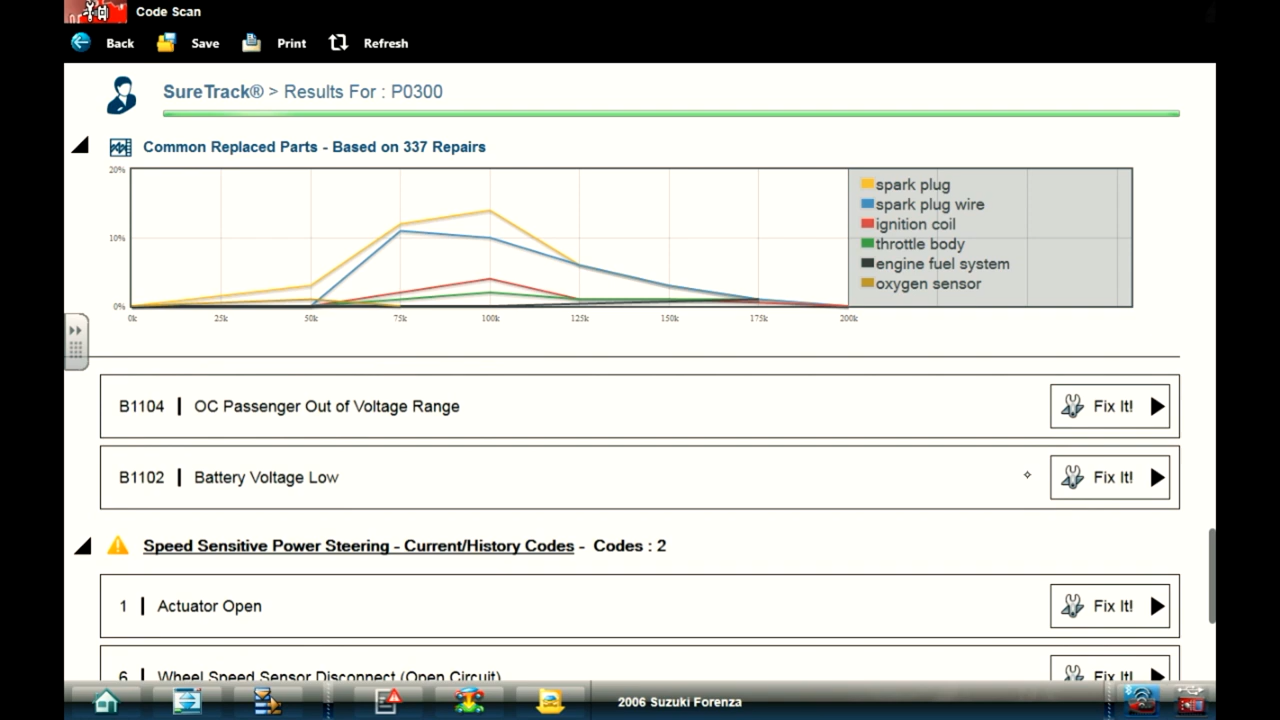 Code Scan
Back Save Print Refresh
SureTrack® > Results For : P0300
Common Replaced Parts - Based on 337 Repairs
20%
10%
0%
0k 25k 50k 75k 100k 125k 150k 175k 200k
spark plug
spark plug wire
ignition coil
throttle body
engine fuel system
oxygen sensor
B1104 | OC Passenger Out of Voltage Range Fix It!
B1102 | Battery Voltage Low Fix It!
Speed Sensitive Power Steering - Current/History Codes - Codes : 2
1 | Actuator Open Fix It!
6 | Wheel Speed Sensor Disconnect (Open Circuit) Fix It!
2006 Suzuki Forenza